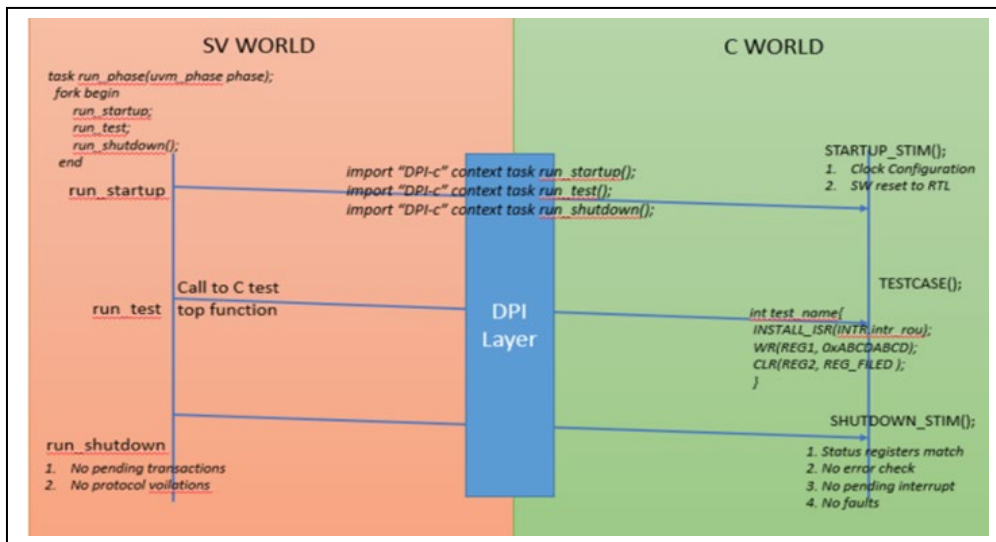 SV WORLD
C WORLD
task run_phase(uvm_phase phase);
fork begin
run_startup;
run_test;
run_shutdown();
end
run_startup
import “DPI-c” context task run_startup();
import “DPI-c” context task run_test();
import “DPI-c” context task run_shutdown();
STARTUP_STIM();
1. Clock Configuration
2. SW reset to RTL
Call to C test
top function
run_test
DPI
Layer
TESTCASE();
int test_name{
INSTALL_ISR(INTR,intr_rou);
WR(REG1, 0xABCDABCD);
CLR(REG2, REG_FILED );
}
run_shutdown
1. No pending transactions
2. No protocol voilations
SHUTDOWN_STIM();
1. Status registers match
2. No error check
3. No pending interrupt
4. No faults